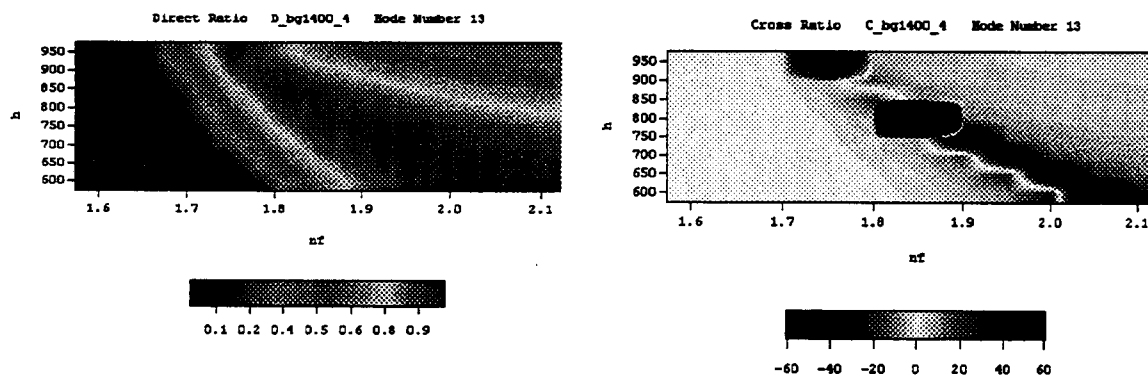 Direct Ratio D_bg1400_4 Mode Number 13
950
900
850
800
750
700
650
600
h
1.6 1.7 1.8 1.9 2.0 2.1
nf
0.1 0.2 0.4 0.5 0.6 0.8 0.9
Cross Ratio C_bg1400_4 Mode Number 13
950
900
850
800
750
700
650
600
h
1.6 1.7 1.8 1.9 2.0 2.1
nf
-60 -40 -20 0 20 40 60